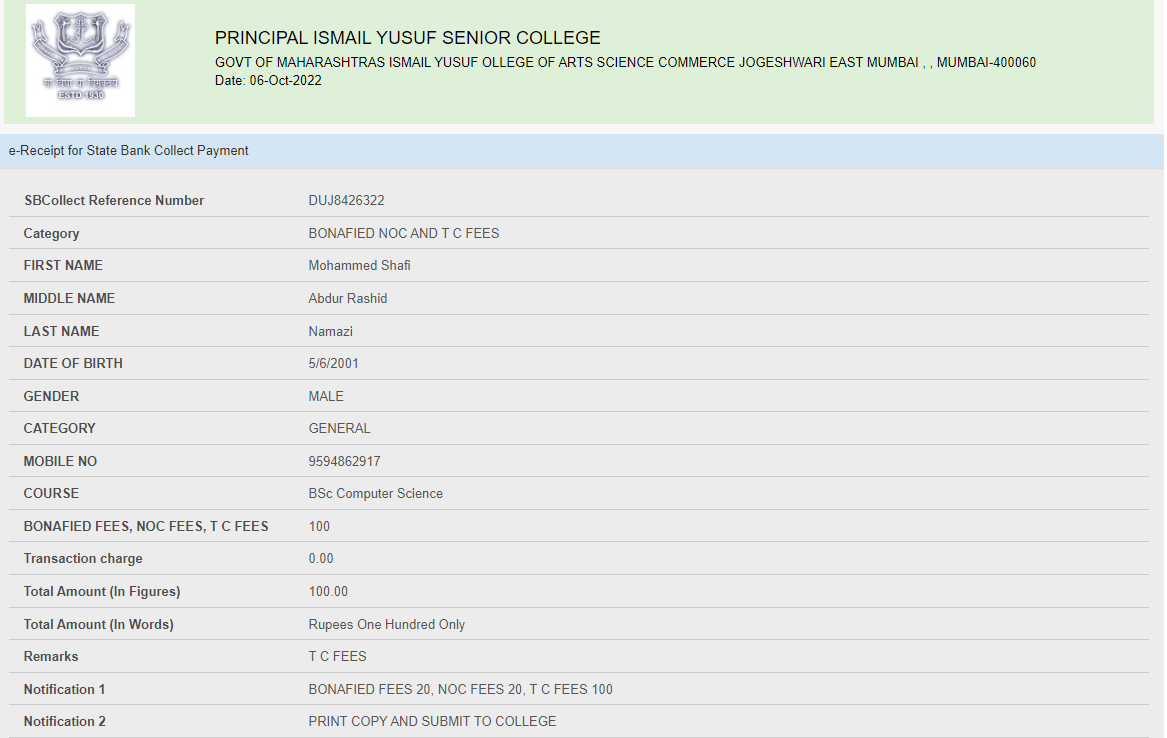 ESTD 1930
PRINCIPAL ISMAIL YUSUF SENIOR COLLEGE
GOVT OF MAHARASHTRAS ISMAIL YUSUF OLLEGE OF ARTS SCIENCE COMMERCE JOGESHWARI EAST MUMBAI , , MUMBAI-400060
Date: 06-Oct-2022
e-Receipt for State Bank Collect Payment
SBCollect Reference Number DUJ8426322
Category BONAFIED NOC AND T C FEES
FIRST NAME Mohammed Shafi
MIDDLE NAME Abdur Rashid
LAST NAME Namazi
DATE OF BIRTH 5/6/2001
GENDER MALE
CATEGORY GENERAL
MOBILE NO 9594862917
COURSE BSc Computer Science
BONAFIED FEES, NOC FEES, T C FEES 100
Transaction charge 0.00
Total Amount (In Figures) 100.00
Total Amount (In Words) Rupees One Hundred Only
Remarks T C FEES
Notification 1 BONAFIED FEES 20, NOC FEES 20, T C FEES 100
Notification 2 PRINT COPY AND SUBMIT TO COLLEGE